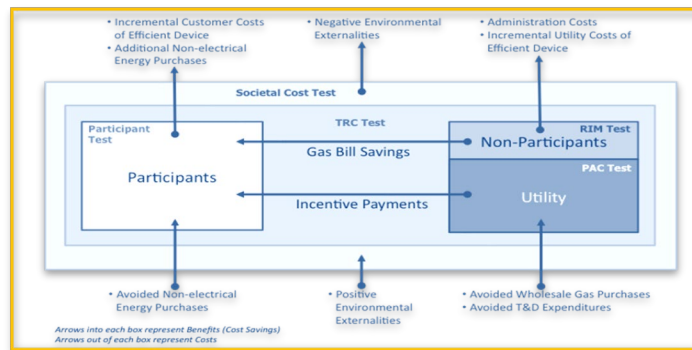 • Incremental Customer Costs
of Efficient Device
• Additional Non-electrical
Energy Purchases
• Negative Environmental
Externalities
• Administration Costs
• Incremental Utility Costs of
Efficient Device
Societal Cost Test
TRC Test
Participant
Test
RIM Test
Non-Participants
Gas Bill Savings
PAC Test
Participants
Utility
Incentive Payments
• Avoided Non-electrical
Energy Purchases
• Positive
Environmental
Externalities
• Avoided Wholesale Gas Purchases
• Avoided T&D Expenditures
Arrows into each box represent Benefits (Cost Savings)
Arrows out of each box represent Costs